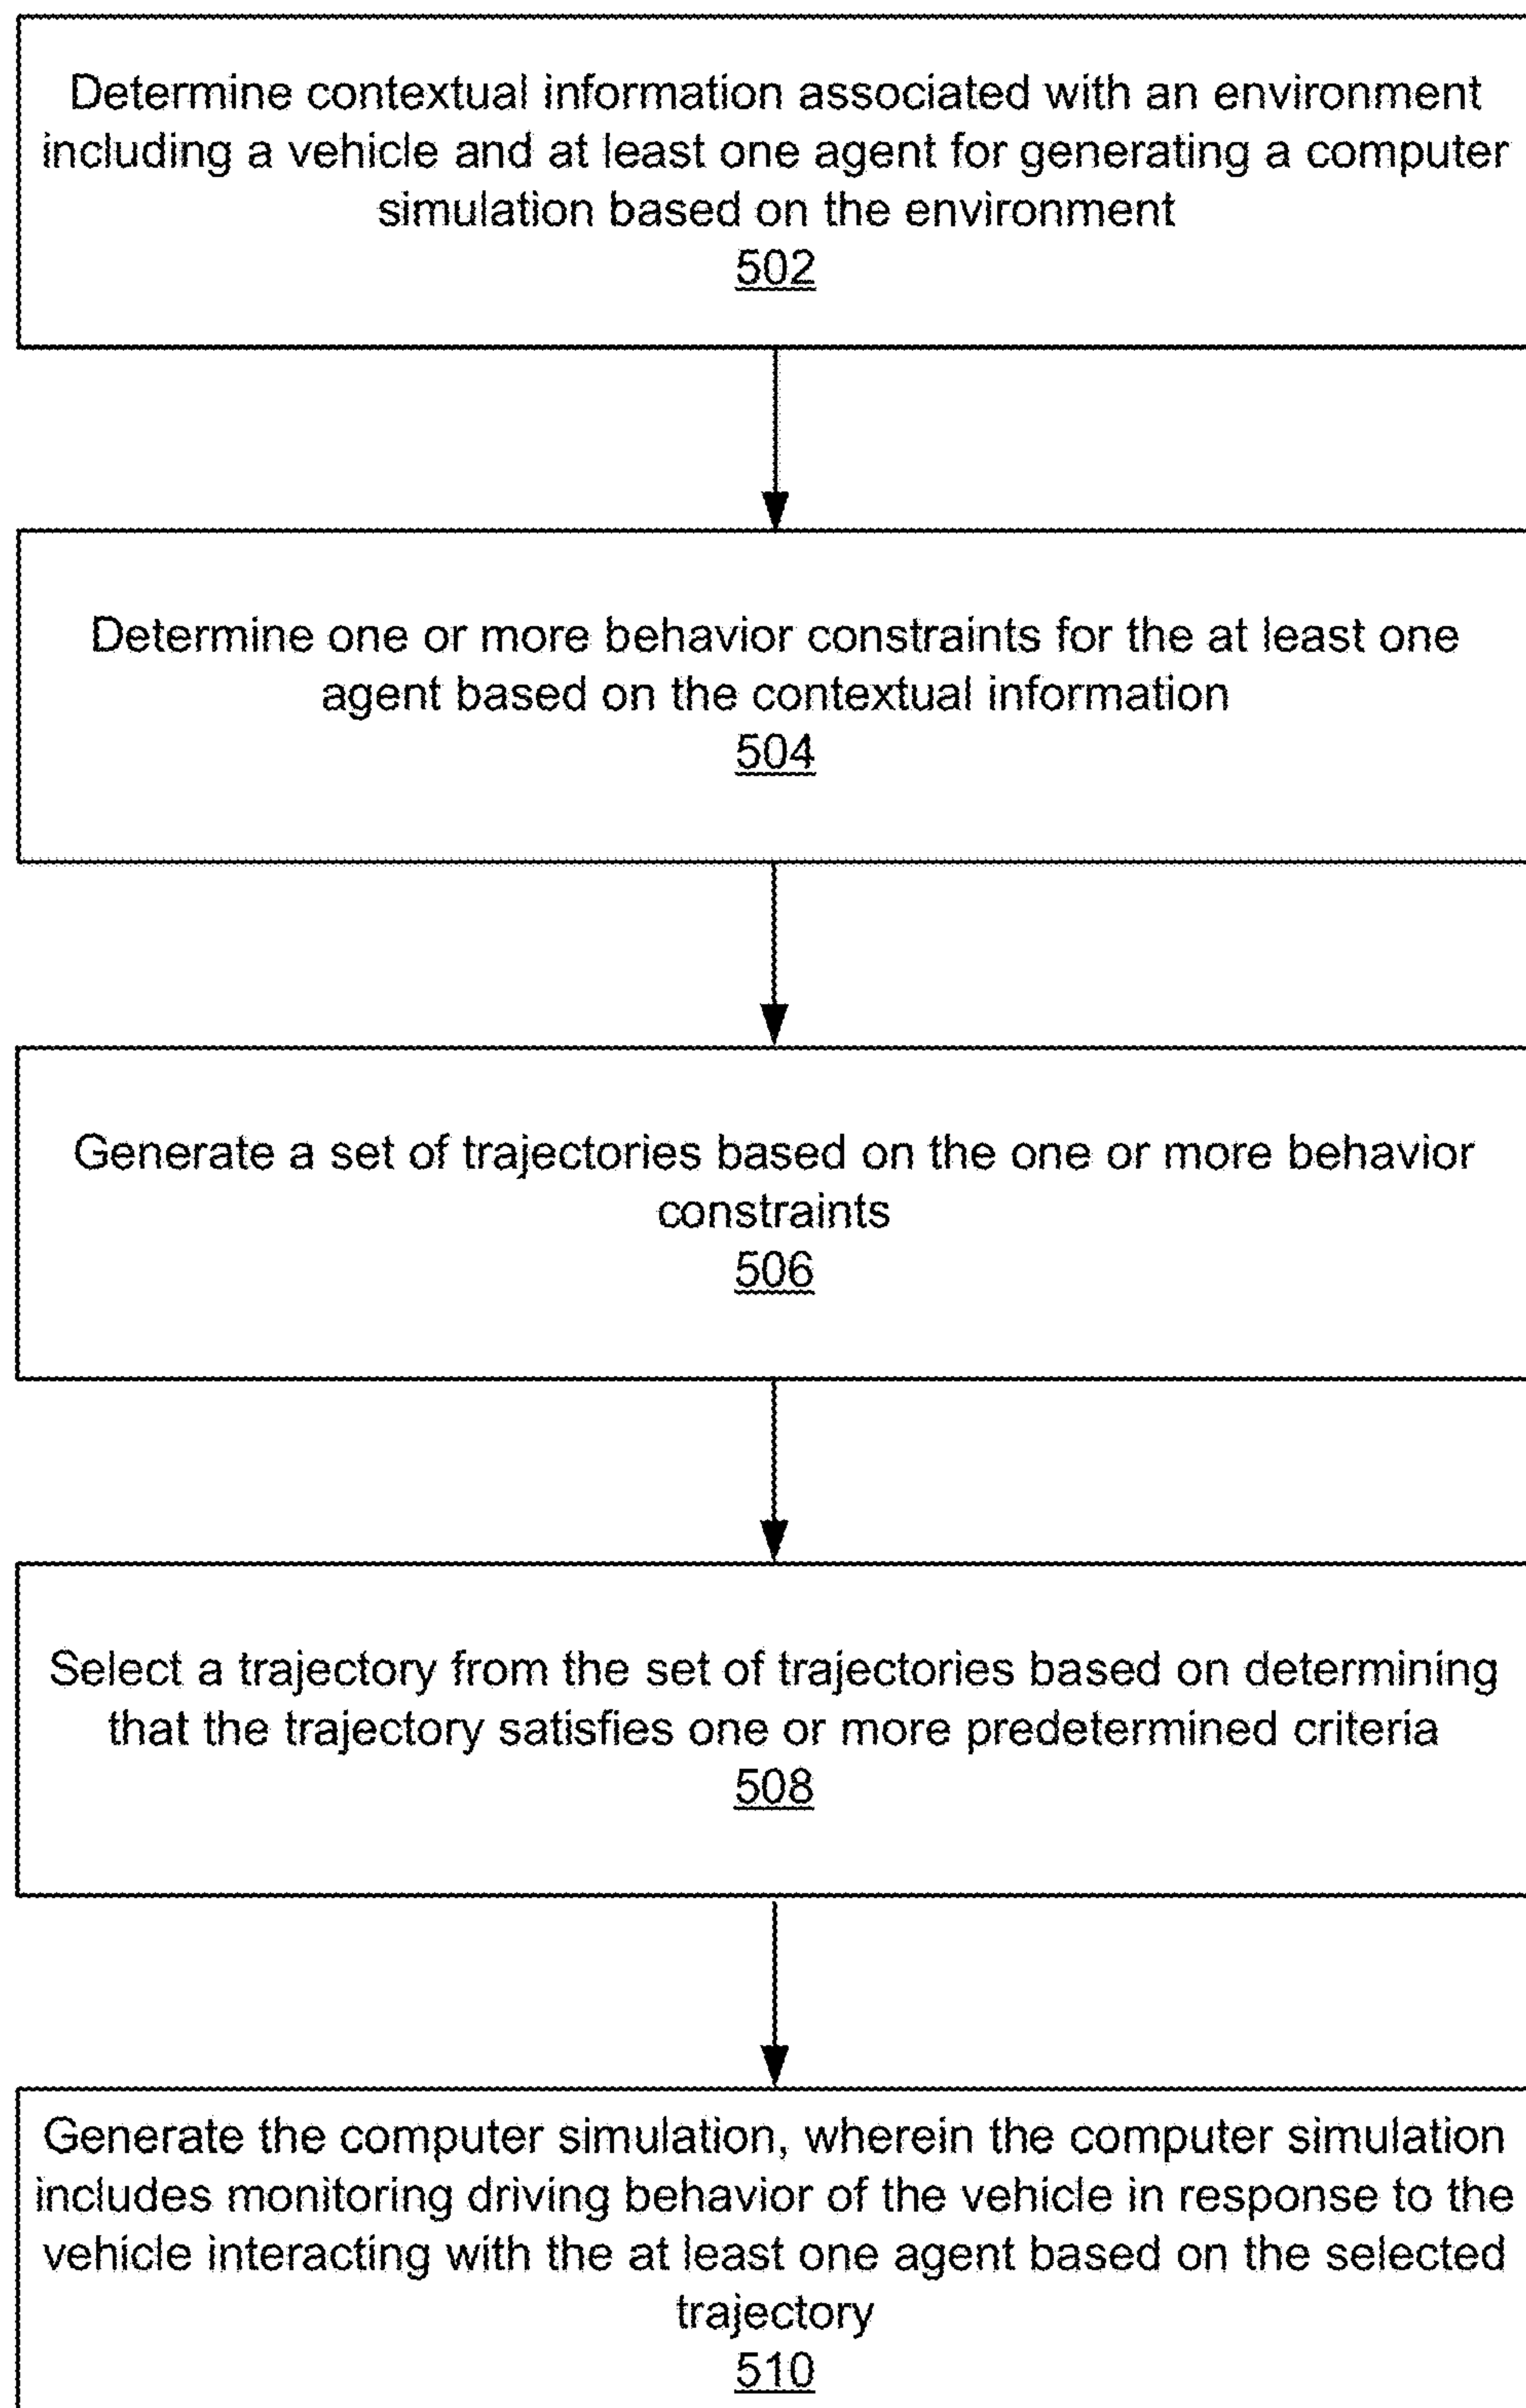 Determine contextual information associated with an environment
including a vehicle and at least one agent for generating a computer
simulation based on the environment
502
Determine one or more behavior constraints for the at least one
agent based on the contextual information
504
Generate a set of trajectories based on the one or more behavior
constraints
506
Select a trajectory from the set of trajectories based on determining
that the trajectory satisfies one or more predetermined criteria
508
Generate the computer simulation, wherein the computer simulation
includes monitoring driving behavior of the vehicle in response to the
vehicle interacting with the at least one agent based on the selected
trajectory
510